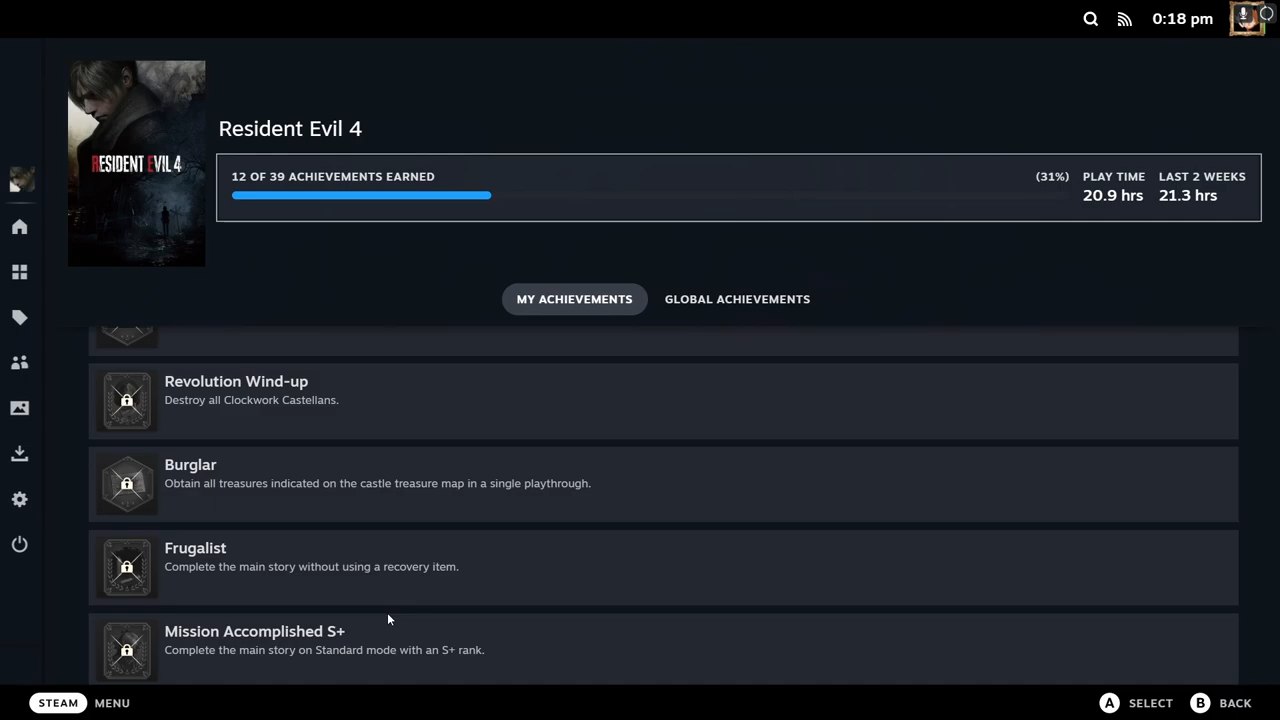 0:18 pm
RESIDENT EVIL 4
Resident Evil 4
12 OF 39 ACHIEVEMENTS EARNED
(31%)
PLAY TIME
20.9 hrs
LAST 2 WEEKS
21.3 hrs
MY ACHIEVEMENTS
GLOBAL ACHIEVEMENTS
Revolution Wind-up
Destroy all Clockwork Castellans.
Burglar
Obtain all treasures indicated on the castle treasure map in a single playthrough.
Frugalist
Complete the main story without using a recovery item.
Mission Accomplished S+
Complete the main story on Standard mode with an S+ rank.
STEAM MENU
A SELECT B BACK